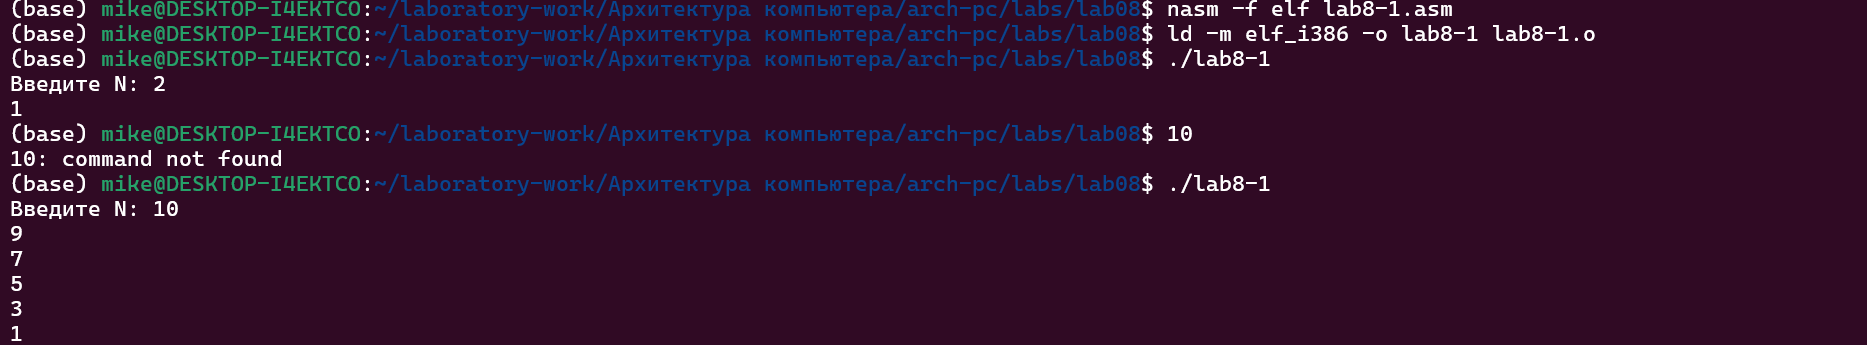 (base) mike@DESKTOP-I4EKTCO:~/laboratory-work/Архитектура компьютера/arch-pc/labs/lab08$ nasm -f elf lab8-1.asm
(base) mike@DESKTOP-I4EKTCO:~/laboratory-work/Архитектура компьютера/arch-pc/labs/lab08$ ld -m elf_i386 -o lab8-1 lab8-1.o
(base) mike@DESKTOP-I4EKTCO:~/laboratory-work/Архитектура компьютера/arch-pc/labs/lab08$ ./lab8-1
Введите N: 2
1
(base) mike@DESKTOP-I4EKTCO:~/laboratory-work/Архитектура компьютера/arch-pc/labs/lab08$ 10
10: command not found
(base) mike@DESKTOP-I4EKTCO:~/laboratory-work/Архитектура компьютера/arch-pc/labs/lab08$ ./lab8-1
Введите N: 10
9
7
5
3
1